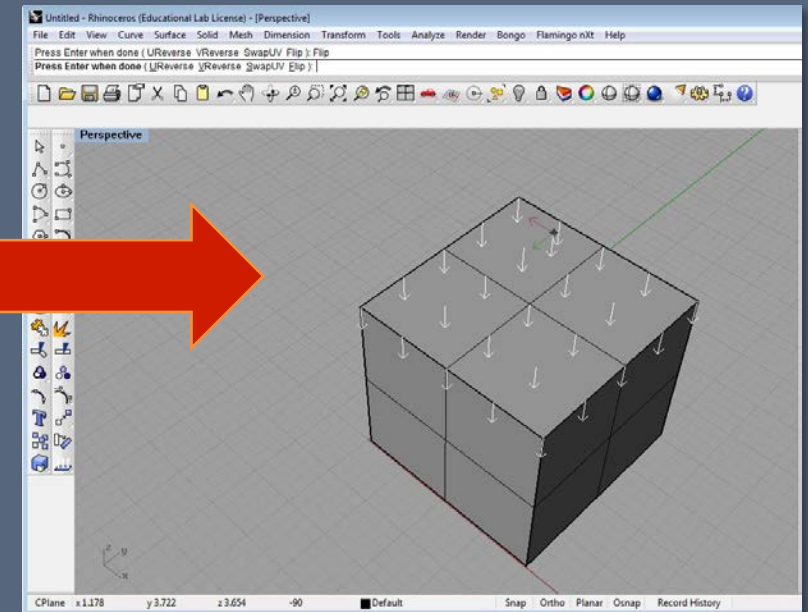 Untitled - Rhinoceros (Educational Lab License) - [Perspective]
File Edit View Curve Surface Solid Mesh Dimension Transform Tools Analyze Render Bongo Flamingo nXt Help
Press Enter when done ( UReverse VReverse SwapUV Flip ): Flip
Press Enter when done ( UReverse VReverse SwapUV Flip ):
Perspective
T
z
y
x
CPlane x 1.178 y 3.722 z 3.654 -90 Default Snap Ortho Planar Osnap Record History